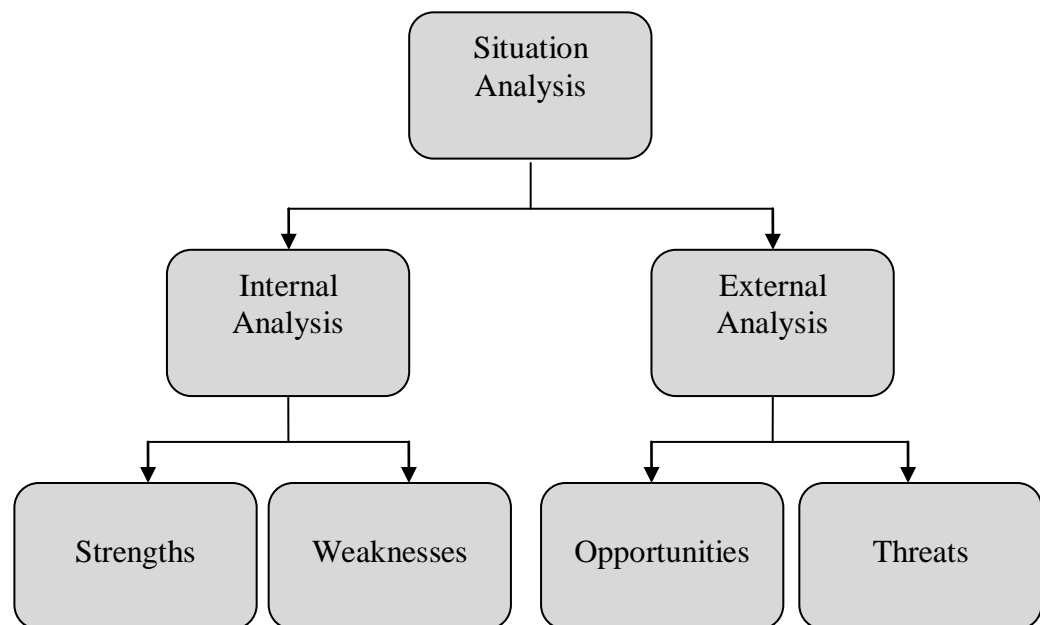 Situation
Analysis
Internal
Analysis
External
Analysis
Strengths
Weaknesses
Opportunities
Threats